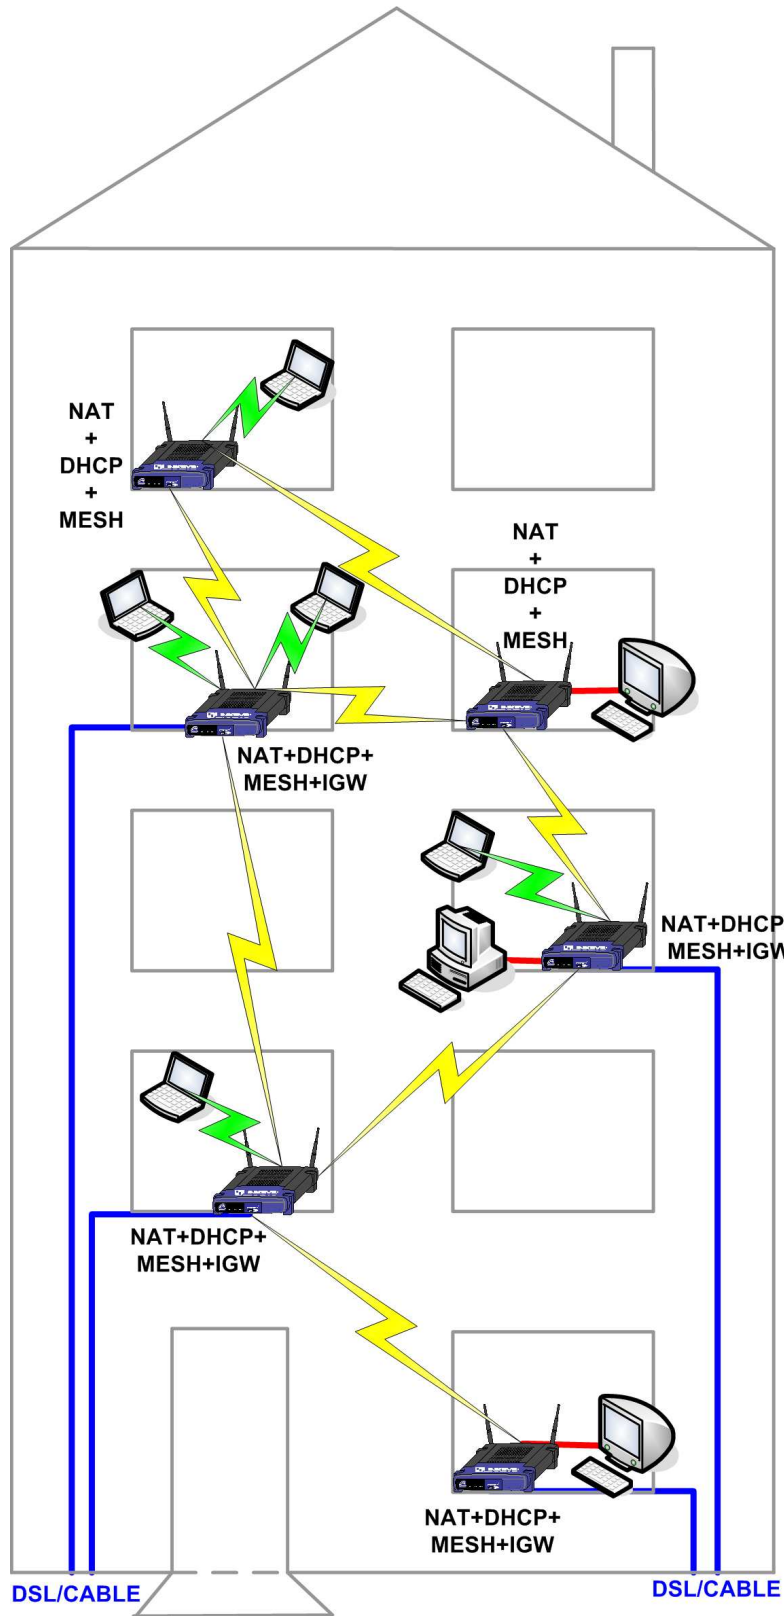 NAT
+
DHCP
+
MESH
NAT
+
DHCP
+
MESH
NAT+DHCP+
MESH+IGW
NAT+DHCP
MESH+IGW
NAT+DHCP+
MESH+IGW
NAT+DHCP+
MESH+IGW
DSL/CABLE
DSL/CABLE